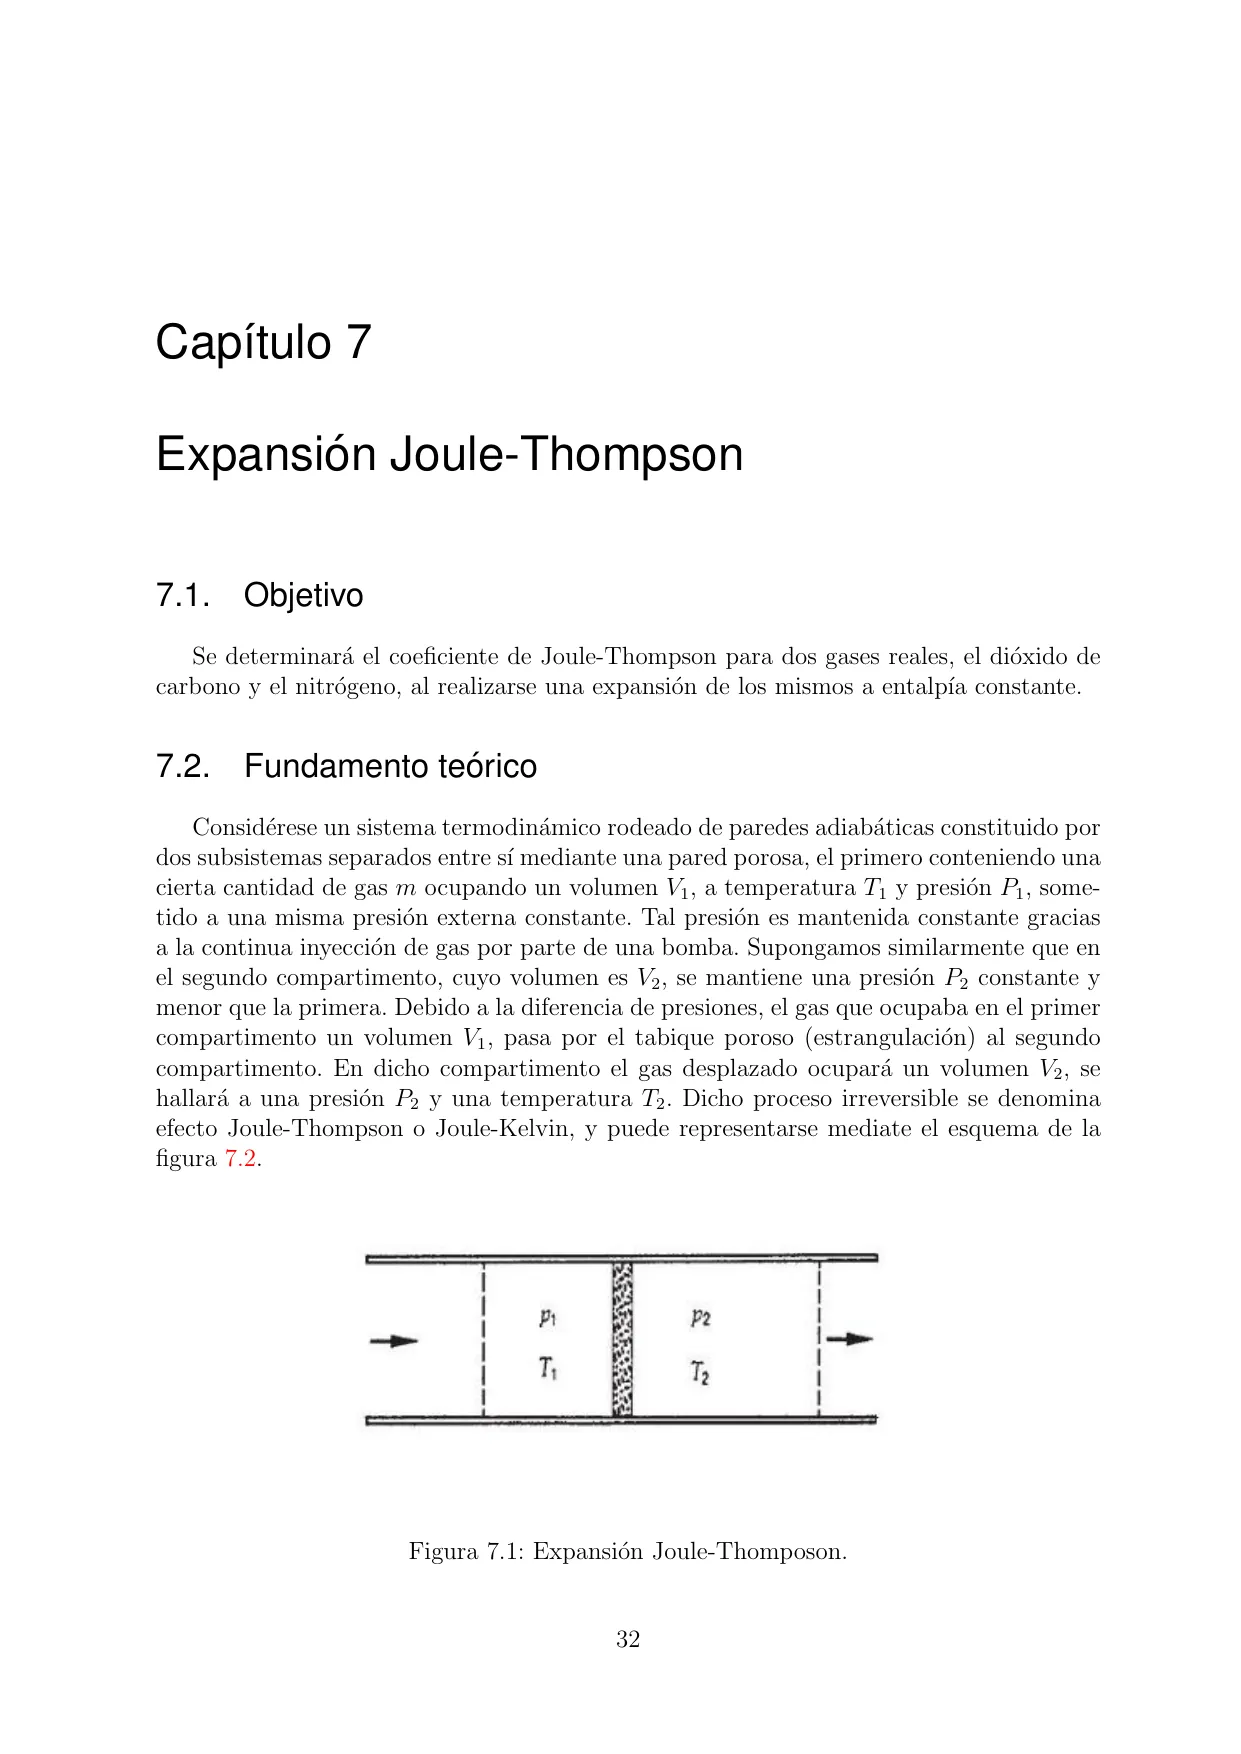 Capítulo 7
Expansión Joule-Thompson
7.1. Objetivo
Se determinará el coeficiente de Joule-Thompson para dos gases reales, el dióxido de
carbono y el nitrógeno, al realizarse una expansión de los mismos a entalpía constante.
7.2. Fundamento teórico
Considérese un sistema termodinámico rodeado de paredes adiabáticas constituido por
dos subsistemas separados entre sí mediante una pared porosa, el primero conteniendo una
cierta cantidad de gas m ocupando un volumen V₁, a temperatura T₁ y presión P₁, some-
tido a una misma presión externa constante. Tal presión es mantenida constante gracias
a la continua inyección de gas por parte de una bomba. Supongamos similarmente que en
el segundo compartimento, cuyo volumen es V₂, se mantiene una presión P₂ constante y
menor que la primera. Debido a la diferencia de presiones, el gas que ocupaba en el primer
compartimento un volumen V₁, pasa por el tabique poroso (estrangulación) al segundo
compartimento. En dicho compartimento el gas desplazado ocupará un volumen V₂, se
hallará a una presión P₂ y una temperatura T₂. Dicho proceso irreversible se denomina
efecto Joule-Thompson o Joule-Kelvin, y puede representarse mediate el esquema de la
figura 7.2.
p₁ p₂
T₁ T₂
Figura 7.1: Expansión Joule-Thomposon.
32